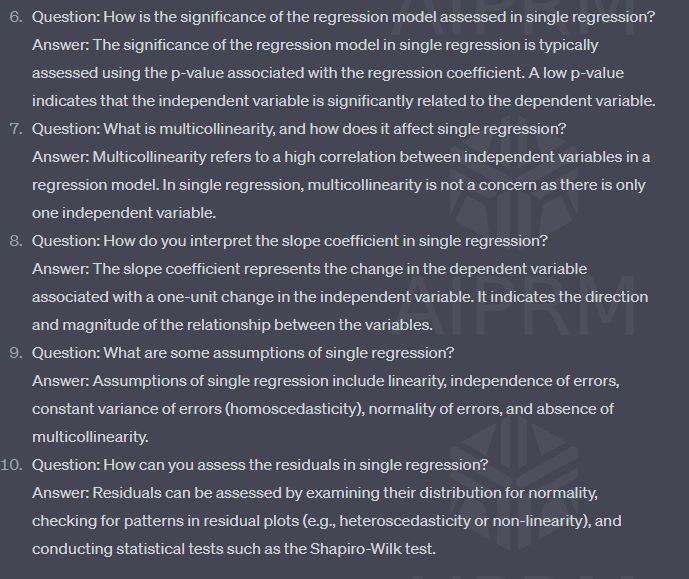 AIPRM
6. Question: How is the significance of the regression model assessed in single regression?
Answer: The significance of the regression model in single regression is typically
assessed using the p-value associated with the regression coefficient. A low p-value
indicates that the independent variable is significantly related to the dependent variable.
7. Question: What is multicollinearity, and how does it affect single regression?
Answer: Multicollinearity refers to a high correlation between independent variables in a
regression model. In single regression, multicollinearity is not a concern as there is only
one independent variable.
8. Question: How do you interpret the slope coefficient in single regression?
Answer: The slope coefficient represents the change in the dependent variable
associated with a one-unit change in the independent variable. It indicates the direction
and magnitude of the relationship between the variables.
AIPRM
9. Question: What are some assumptions of single regression?
Answer: Assumptions of single regression include linearity, independence of errors,
constant variance of errors (homoscedasticity), normality of errors, and absence of
multicollinearity.
10. Question: How can you assess the residuals in single regression?
Answer: Residuals can be assessed by examining their distribution for normality,
checking for patterns in residual plots (e.g., heteroscedasticity or non-linearity), and
conducting statistical tests such as the Shapiro-Wilk test.